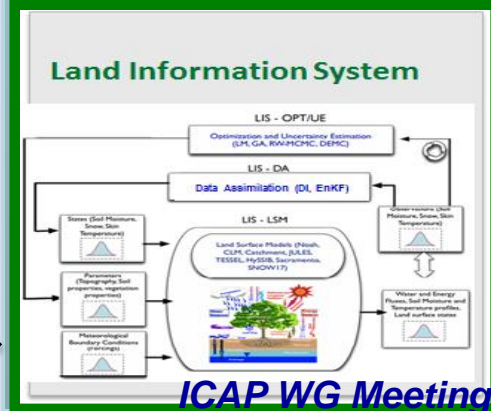 Land Information System
LIS - OPT/UE
Optimization and Uncertainty Estimation
(LM, GA, RW-MCMC, DEMC)
LIS - DA
Data Assimilation (DI, EnKF)
States (Soil Moisture,
Snow, Skin
Temperature)
LIS - LSM
Land Surface Models (Noah,
CLM, Catchment, JULES,
TESSEL, HySSIB, Sacramento,
SNOW17)
(Soil
Moisture, Snow, Skin
Temperature)
Parameters
(Topography, Soil
properties, vegetation
properties)
Water and Energy
Fluxes, Soil Moisture and
Temperature profiles,
Land surface states
Meteorological
Boundary Conditions
(Forcings)
ICAP WG Meeting